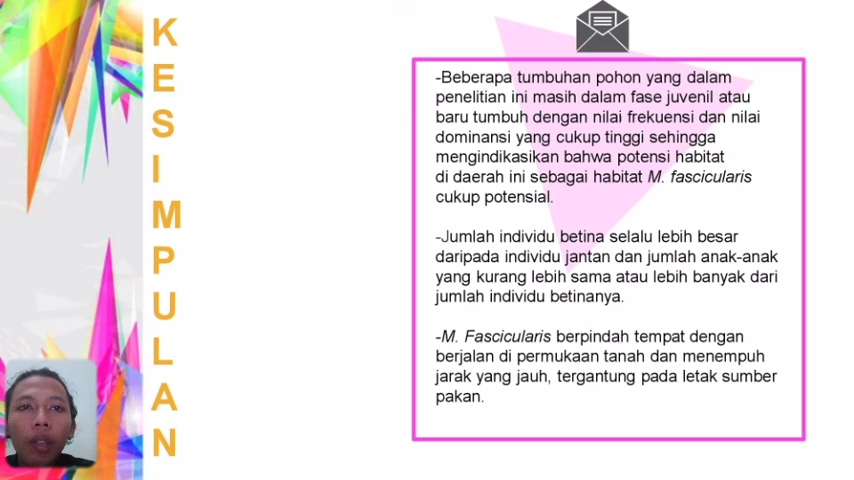 KESIMPULAN
-Beberapa tumbuhan pohon yang dalam
penelitian ini masih dalam fase juvenil atau
baru tumbuh dengan nilai frekuensi dan nilai
dominansi yang cukup tinggi sehingga
mengindikasikan bahwa potensi habitat
di daerah ini sebagai habitat M. fascicularis
cukup potensial.
-Jumlah individu betina selalu lebih besar
daripada individu jantan dan jumlah anak-anak
yang kurang lebih sama atau lebih banyak dari
jumlah individu betinanya.
-M. Fascicularis berpindah tempat dengan
berjalan di permukaan tanah dan menempuh
jarak yang jauh, tergantung pada letak sumber
pakan.